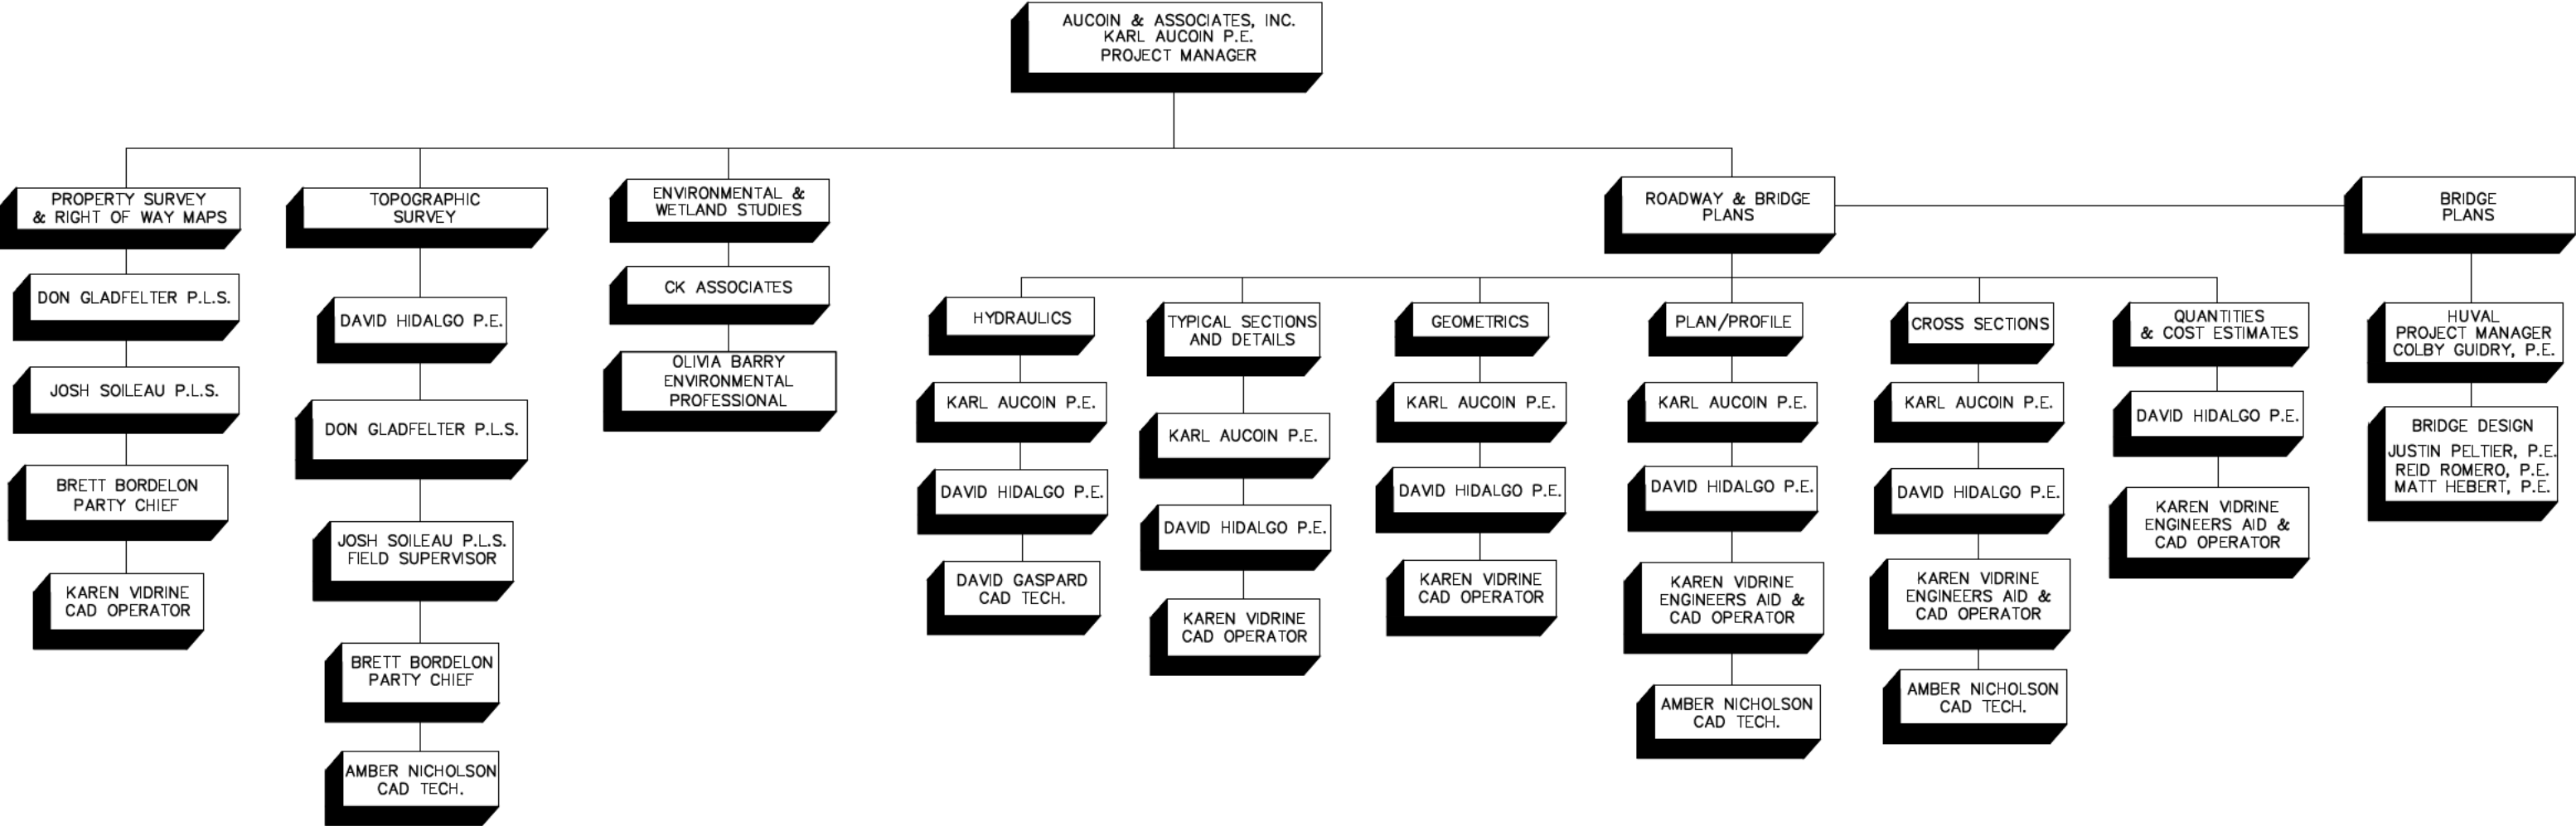 AUCOIN & ASSOCIATES, INC.
KARL AUCOIN P.E.
PROJECT MANAGER
PROPERTY SURVEY
& RIGHT OF WAY MAPS
DON GLADFELTER P.L.S.
JOSH SOILEAU P.L.S.
BRETT BORDELON
PARTY CHIEF
KAREN VIDRINE
CAD OPERATOR
TOPOGRAPHIC
SURVEY
DAVID HIDALGO P.E.
DON GLADFELTER P.L.S.
JOSH SOILEAU P.L.S.
FIELD SUPERVISOR
BRETT BORDELON
PARTY CHIEF
AMBER NICHOLSON
CAD TECH.
ENVIRONMENTAL &
WETLAND STUDIES
CK ASSOCIATES
OLIVIA BARRY
ENVIRONMENTAL
PROFESSIONAL
ROADWAY & BRIDGE
PLANS
HYDRAULICS
KARL AUCOIN P.E.
DAVID HIDALGO P.E.
DAVID GASPARD
CAD TECH.
TYPICAL SECTIONS
AND DETAILS
KARL AUCOIN P.E.
DAVID HIDALGO P.E.
KAREN VIDRINE
CAD OPERATOR
GEOMETRICS
KARL AUCOIN P.E.
DAVID HIDALGO P.E.
KAREN VIDRINE
CAD OPERATOR
PLAN/PROFILE
KARL AUCOIN P.E.
DAVID HIDALGO P.E.
KAREN VIDRINE
ENGINEERS AID &
CAD OPERATOR
AMBER NICHOLSON
CAD TECH.
CROSS SECTIONS
KARL AUCOIN P.E.
DAVID HIDALGO P.E.
KAREN VIDRINE
ENGINEERS AID &
CAD OPERATOR
AMBER NICHOLSON
CAD TECH.
QUANTITIES
& COST ESTIMATES
DAVID HIDALGO P.E.
KAREN VIDRINE
ENGINEERS AID &
CAD OPERATOR
BRIDGE
PLANS
HUVAL
PROJECT MANAGER
COLBY GUIDRY, P.E.
BRIDGE DESIGN
JUSTIN PELTIER, P.E.
REID ROMERO, P.E.
MATT HEBERT, P.E.